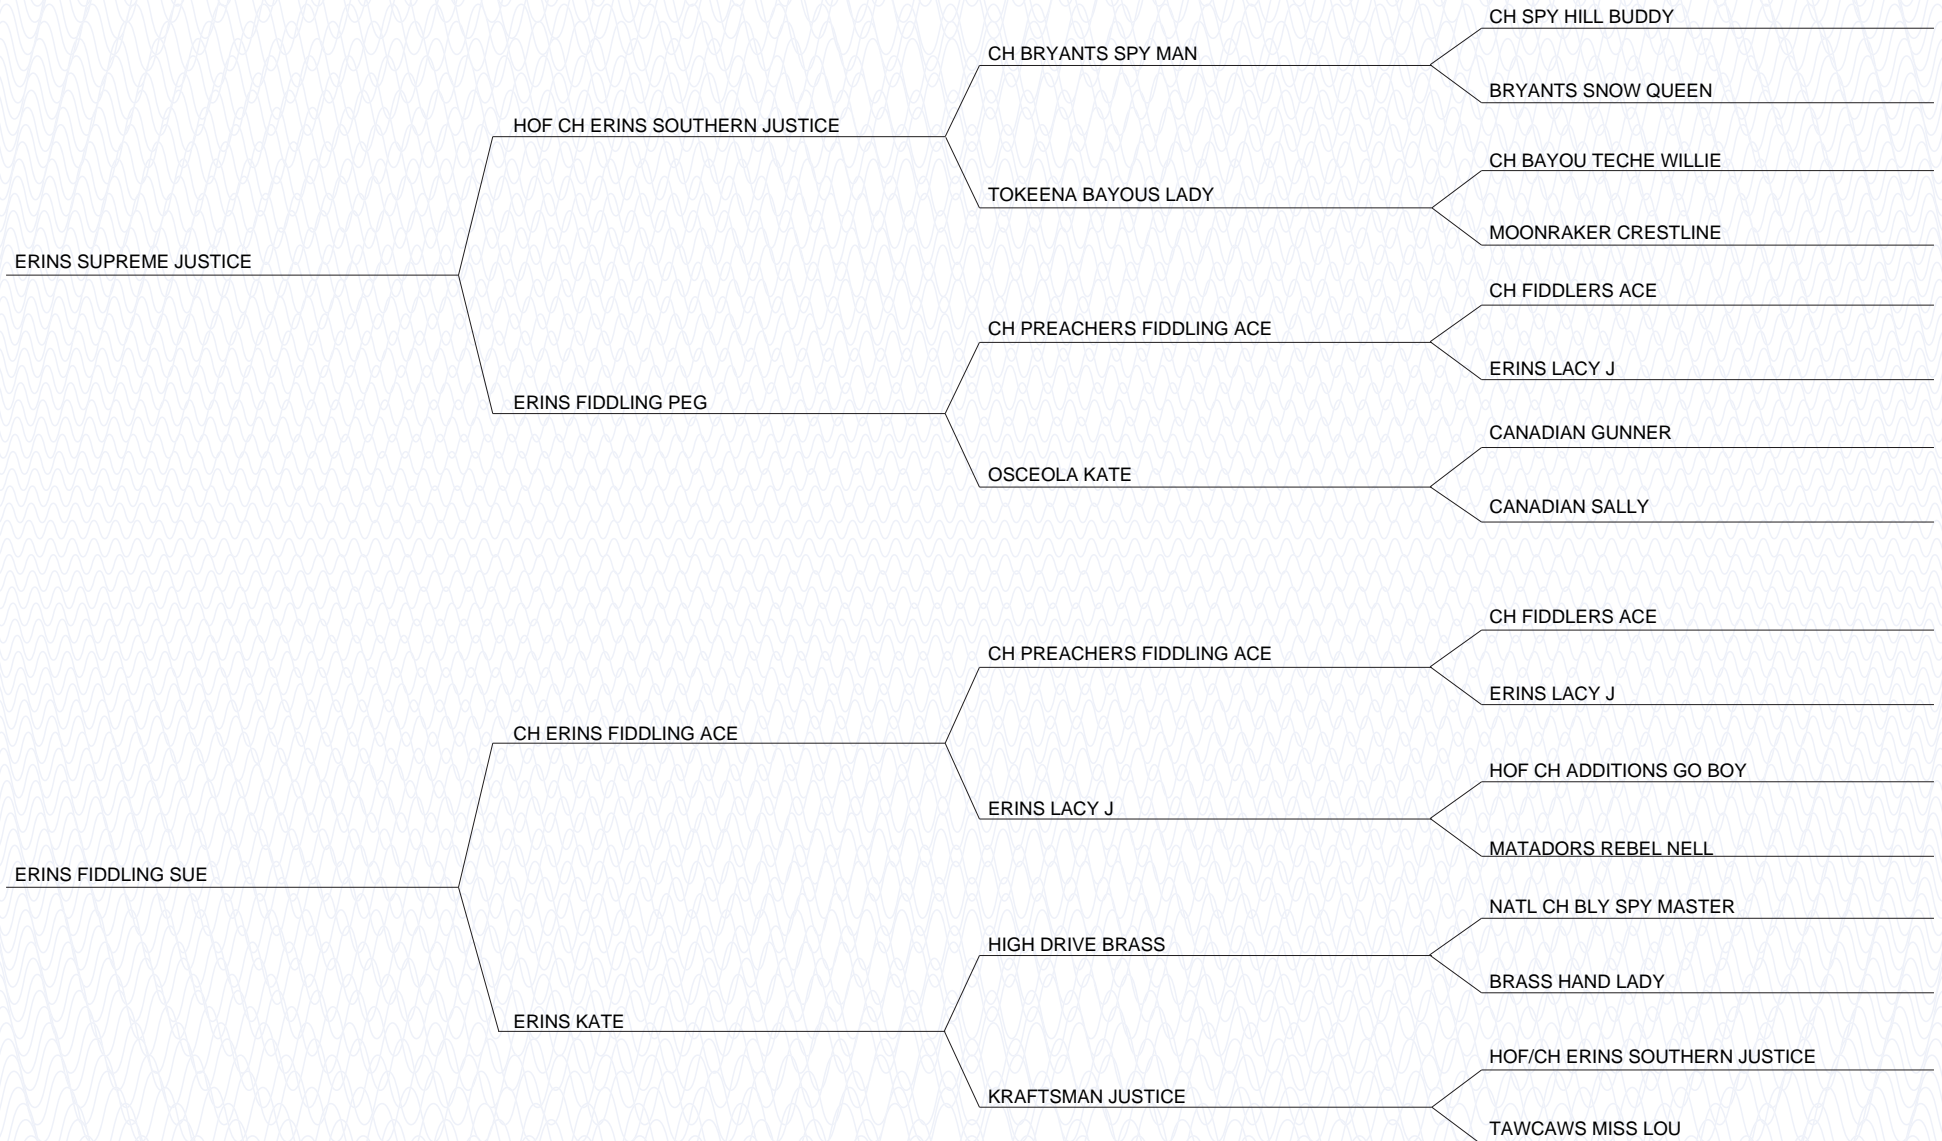 CH SPY HILL BUDDY
CH BRYANTS SPY MAN
BRYANTS SNOW QUEEN
HOF CH ERINS SOUTHERN JUSTICE
CH BAYOU TECHE WILLIE
TOKEENA BAYOUS LADY
MOONRAKER CRESTLINE
ERINS SUPREME JUSTICE
CH FIDDLERS ACE
CH PREACHERS FIDDLING ACE
ERINS LACY J
ERINS FIDDLING PEG
CANADIAN GUNNER
OSCEOLA KATE
CANADIAN SALLY
CH FIDDLERS ACE
CH PREACHERS FIDDLING ACE
ERINS LACY J
CH ERINS FIDDLING ACE
HOF CH ADDITIONS GO BOY
ERINS LACY J
MATADORS REBEL NELL
ERINS FIDDLING SUE
NATL CH BLY SPY MASTER
HIGH DRIVE BRASS
BRASS HAND LADY
ERINS KATE
HOF/CH ERINS SOUTHERN JUSTICE
KRAFTSMAN JUSTICE
TAWCAWS MISS LOU